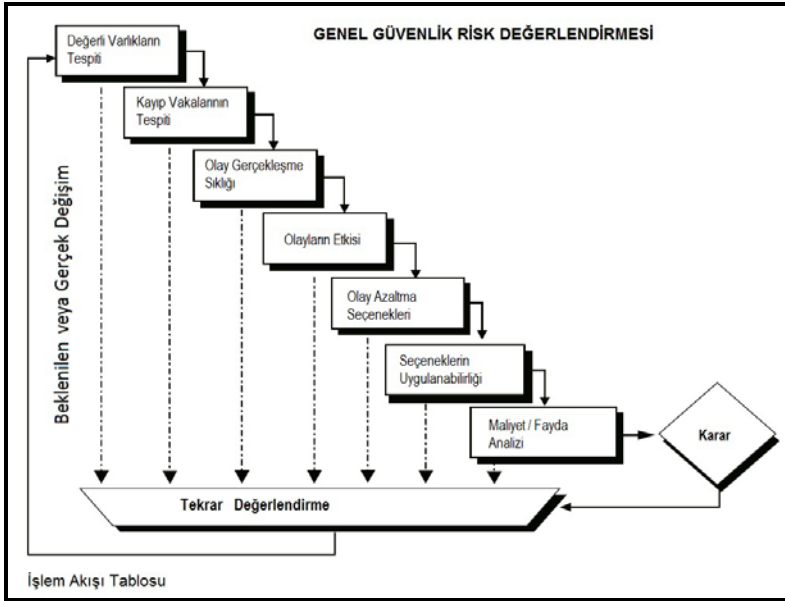 GENEL GÜVENLİK RİSK DEĞERLENDİRMESİ
Değerli Varlıkların
Tespiti
Kayıp Vakalarının
Tespiti
Olay Gerçekleşme
Sıklığı
Olayların Etkisi
Olay Azaltma
Seçenekleri
Seçeneklerin
Uygulanabilirliği
Maliyet / Fayda
Analizi
Karar
Beklenilen veya Gerçek Değişim
Tekrar Değerlendirme
İşlem Akışı Tablosu